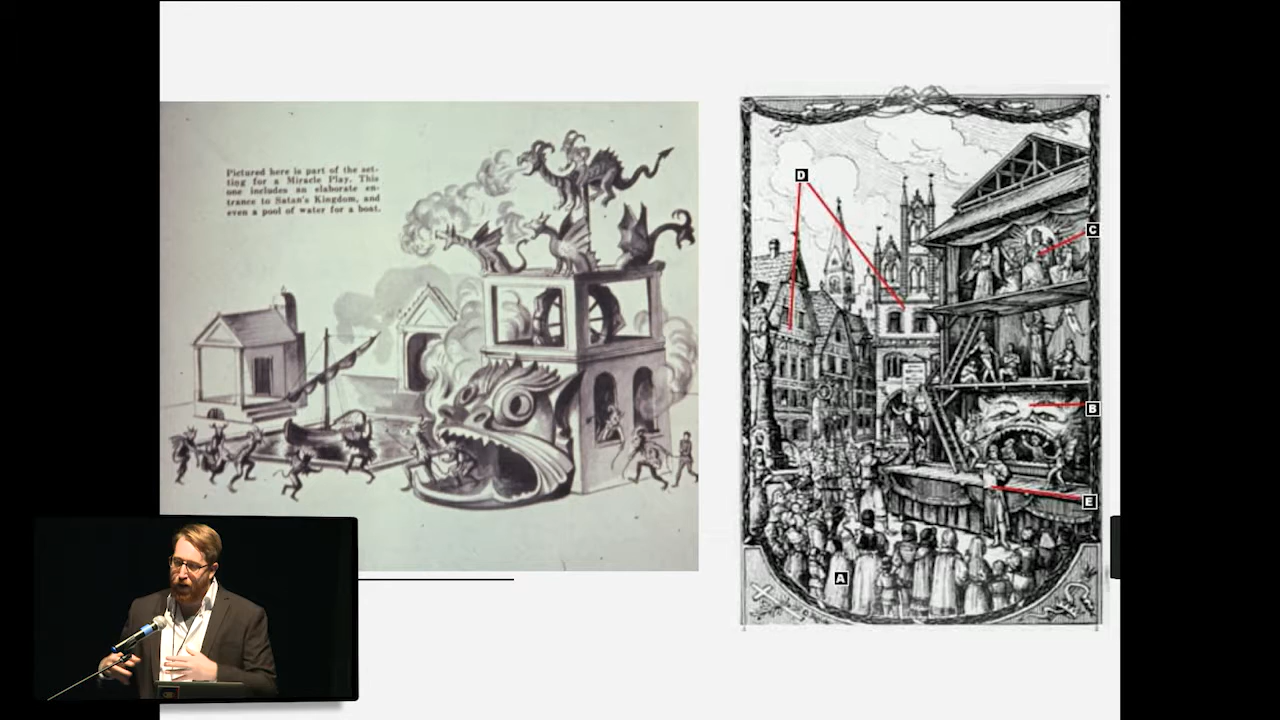 Pictured here is part of the set-
ting for a Miracle Play. This
one includes an elaborate en-
trance to Satan's Kingdom, and
even a pool of water for a boat.
D
C
B
E
A